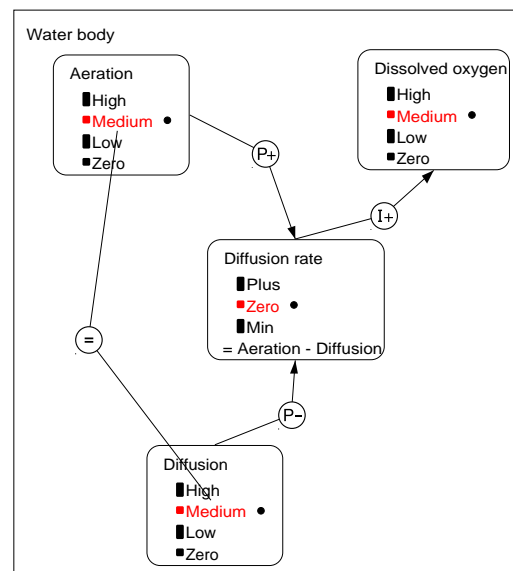 Water body
Aeration
High
Medium
Low
Zero
Dissolved oxygen
High
Medium
Low
Zero
P+
I+
Diffusion rate
Plus
Zero
Min
= Aeration - Diffusion
=
P-
Diffusion
High
Medium
Low
Zero